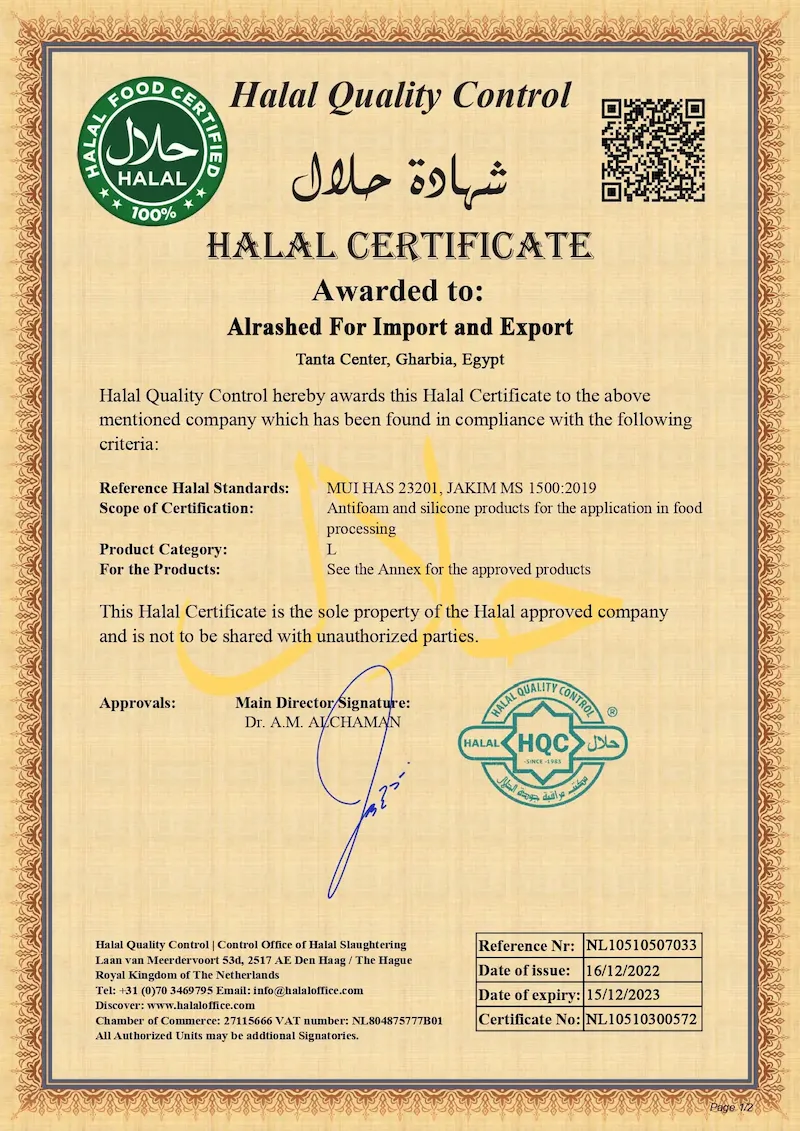 Halal Quality Control
HALAL FOOD CERTIFIED
حلال
HALAL
100%
شهادة حلال
HALAL CERTIFICATE
Awarded to:
Alrashed For Import and Export
Tanta Center, Gharbia, Egypt
Halal Quality Control hereby awards this Halal Certificate to the above
mentioned company which has been found in compliance with the following
criteria:
Reference Halal Standards: MUI HAS 23201, JAKIM MS 1500:2019
Scope of Certification: Antifoam and silicone products for the application in food
processing
Product Category: L
For the Products: See the Annex for the approved products
حلال
This Halal Certificate is the sole property of the Halal approved company
and is not to be shared with unauthorized parties.
Approvals: Main Director Signature:
Dr. A.M. ALCHAMAN
HALAL QUALITY CONTROL ®
HALAL HQC حلال
-SINCE -1983
مكتب مراقبة جودة الحلال
Halal Quality Control | Control Office of Halal Slaughtering
Laan van Meerdervoort 53d, 2517 AE Den Haag / The Hague
Royal Kingdom of The Netherlands
Tel: +31 (0)70 3469795 Email: info@halaloffice.com
Discover: www.halaloffice.com
Chamber of Commerce: 27115666 VAT number: NL804875777B01
All Authorized Units may be addtional Signatories.
Reference Nr: NL10510507033
Date of issue: 16/12/2022
Date of expiry: 15/12/2023
Certificate No: NL10510300572
Page 1/2